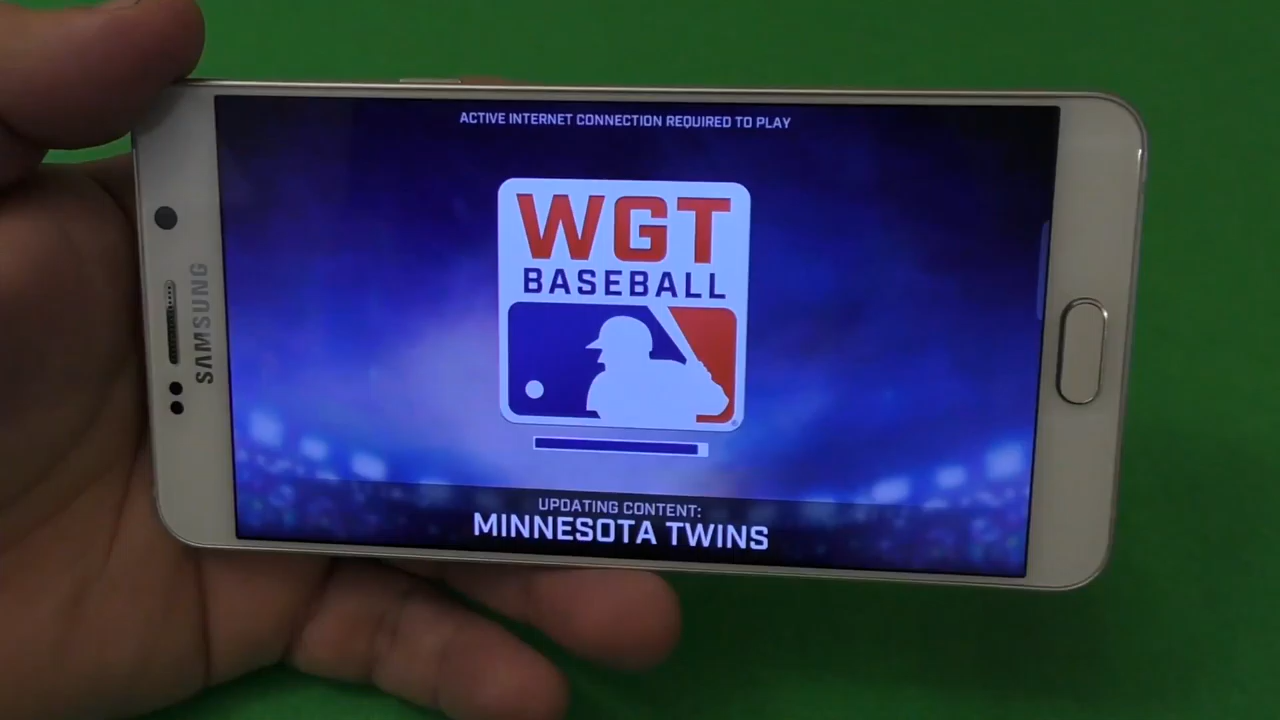 ACTIVE INTERNET CONNECTION REQUIRED TO PLAY
WGT
BASEBALL
SAMSUNG
UPDATING CONTENT:
MINNESOTA TWINS